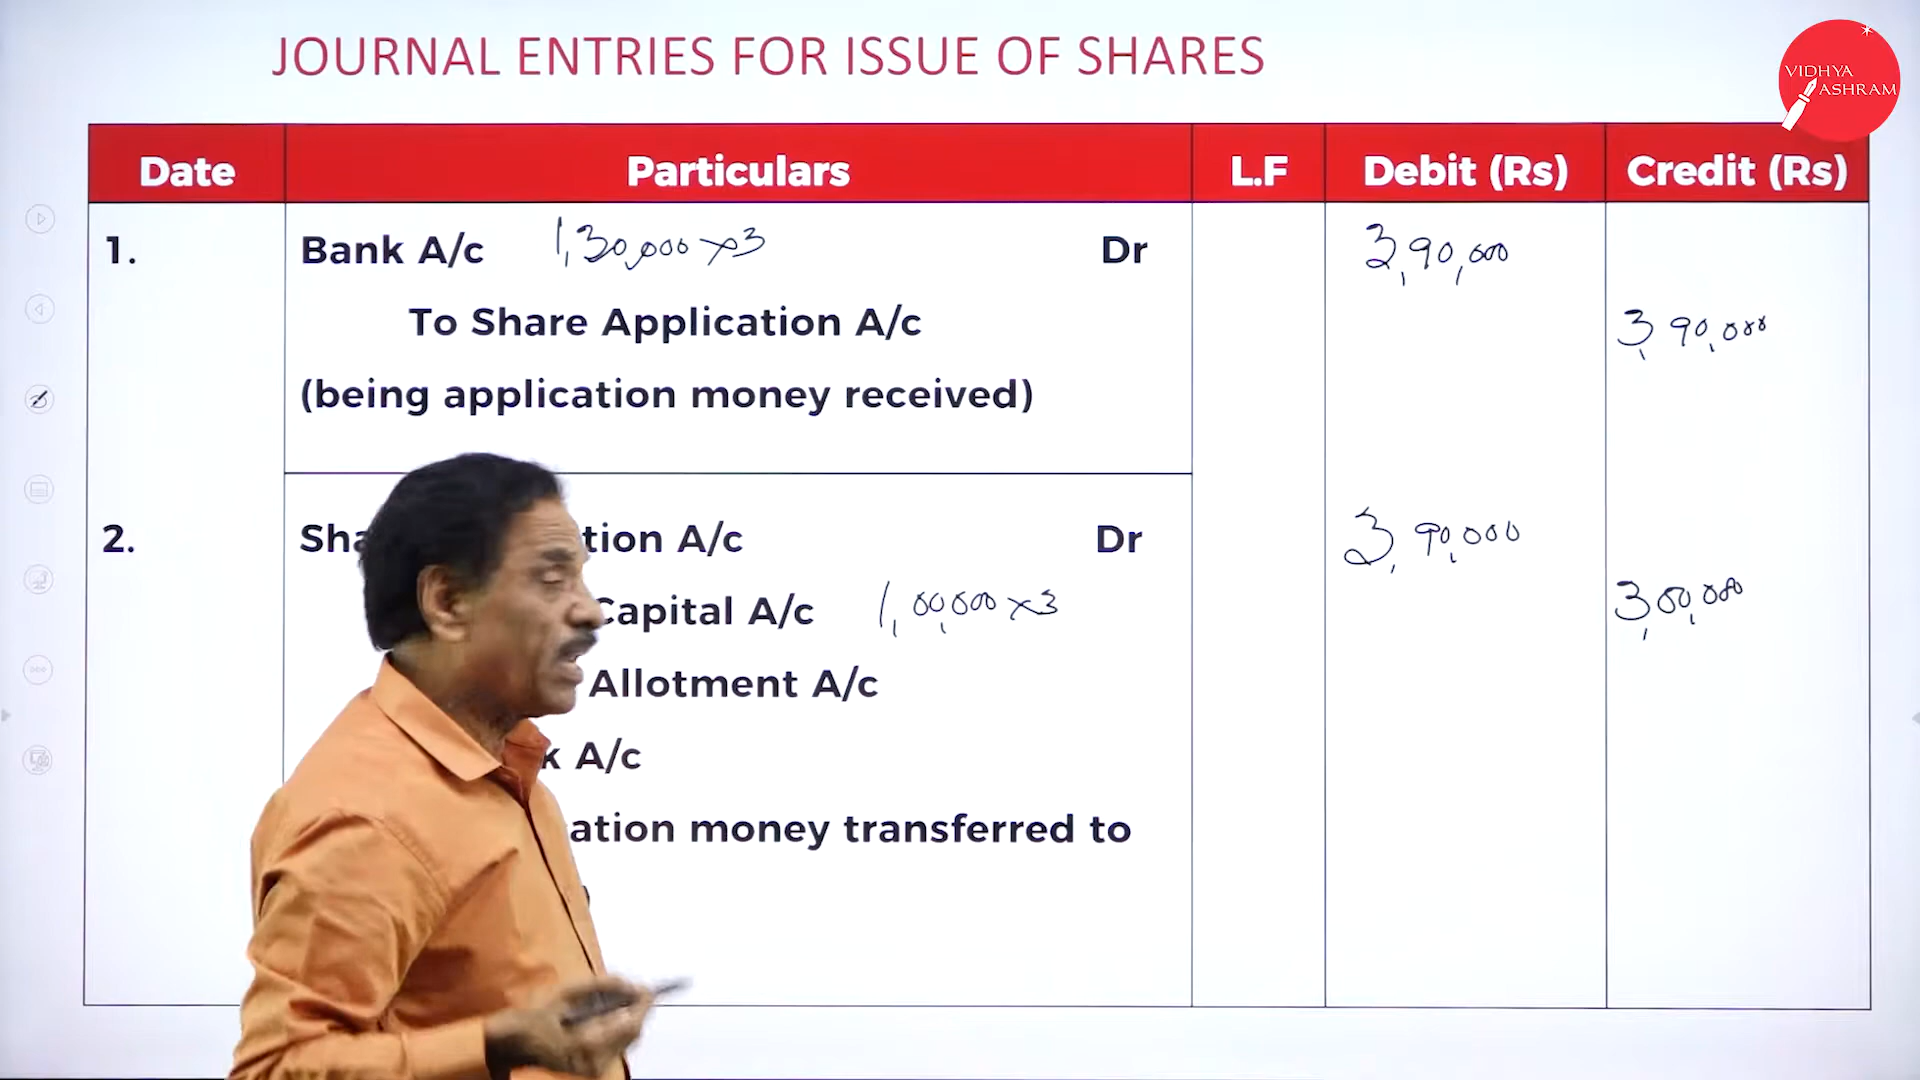 JOURNAL ENTRIES FOR ISSUE OF SHARES
VIDHYA
ASHRAM
Date Particulars L.F Debit (Rs) Credit (Rs)
1. Bank A/c 1,30,000 x 3 Dr 3,90,000
To Share Application A/c 3,90,000
(being application money received)
2. Sha tion A/c Dr 3,90,000
Capital A/c 1,00,000 x 3 3,00,000
Allotment A/c
k A/c
ation money transferred to